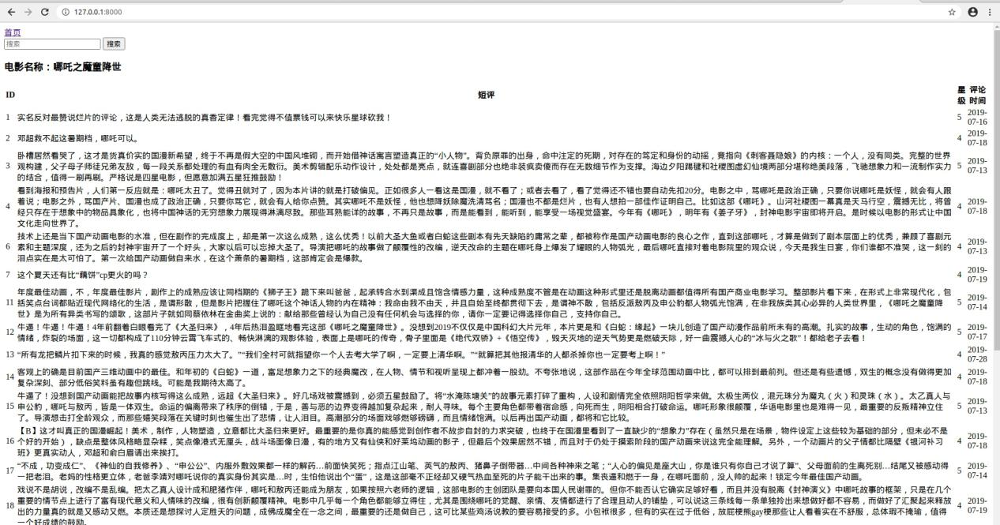 127.0.0.1:8000
首页
搜索 搜索
电影名称：哪吒之魔童降世
ID 短评 星级 评论时间
1 实名反对最赞说烂片的评论，这是人类无法逃脱的真香定律！看完觉得不值票钱可以来快乐星球砍我！ 5 2019-07-16
2 邓超救不起这暑期档，哪吒可以。 4 2019-07-18
卧槽居然看哭了，这才是货真价实的国漫新希望，终于不再是假大空的中国风堆砌，而开始借神话寓言塑造真正的“小人物”。背负原罪的出身，命中注定的死期，对存在的笃定和身份的动摇，竟指向《刺客聂隐娘》的内核：一个人，没有同类。完整的世界
3 观构建，父子母子师徒兄弟友敌，每一段关系都处理的有血有肉全无敷衍。美术剪辑配乐动作设计，处处都是亮点，就连喜剧部分也绝非装疯卖傻而存在无数细节作为支撑。海边夕阳踢毽和社稷图虚幻仙境两部分堪称绝美段落，飞驰想象力和一流制作实力 5 2019-07-13
的结合，值得一刷再刷。严格说是四星电影，但愿意加满五星狂推鼓励！
看到海报和预告片，人们第一反应就是：哪吒太丑了。觉得丑就对了，因为本片讲的就是打破偏见。正如很多人一看这是国漫，就不看了；或者去看了，看了觉得还不错也要自动先扣20分。电影之中，骂哪吒是政治正确，只要你说哪吒是妖怪，就会有人跟
4 着说；电影之外，骂国产片、国漫也成了政治正确，只要你骂它，就会有人给你点赞。其实哪吒不是妖怪，他也想降妖除魔洗清骂名；国漫也不都是烂片，也有人想拍一部佳作证明自己。比如这部《哪吒》。山河社稷图一幕真是天马行空，震撼无比，将曾 4 2019-07-18
经只存在于想象中的物品具象化，也将中国神话的无穷想象力展现得淋漓尽致。那些耳熟能详的故事，不再只是故事，而是能看到，能听到，能享受一场视觉盛宴。今年有《哪吒》，明年有《姜子牙》，封神电影宇宙即将开启。是时候以电影的形式让中国
文化走向世界了。
技术上还是当下国产动画电影的水准，但在剧作的完成度上，却是第一次这么成熟，这么优秀！以前大圣大鱼或者白蛇这些剧本有先天缺陷的庸常之辈，都被称作是国产动画电影的良心之作，直到这部哪吒，才算是做到了剧本层面上的优秀，兼顾了喜剧元
6 素和主题深度，还为之后的封神宇宙开了一个好头，大家以后可以忘掉大圣了。导演把哪吒的故事做了颠覆性的改编，逆天改命的主题在哪吒身上爆发了耀眼的人物弧光，最后哪吒直接对着电影院里的观众说，今天是我生日宴，你们谁都不准哭，这一刻的 4 2019-07-13
泪点实在是太可怕了。第一次给国产动画做自来水，在这个萧条的暑期档，这部肯定会是爆款。
7 这个夏天还有比“藕饼”cp更火的吗？ 4 2019-07-19
年度最佳动画，不，年度最佳影片，剧作上的成熟应该让同档期的《狮子王》跪下来叫爸爸，起承转合水到渠成且饱含情感力量，这种成熟度不管是在动画这种形式里还是脱离动画都值得所有国产商业电影学习。整部影片看下来，在形式上非常现代化，包
11 括笑点台词都贴近现代网络化的生活，是谓形散，但是影片把握住了哪吒这个神话人物的内在精神：我命由我不由天，并且自始至终都贯彻下去，是谓神不散，包括反派敖丙及申公豹都人物弧光饱满，在非我族类其心必异的人类世界里，《哪吒之魔童降 5 2019-07-14
世》是为所有异类书写的颂歌，这部片子就如同蔡依林在金曲奖上说的：献给那些曾经认为自己没有任何机会与选择的你，请你一定要记得选择你自己，支持你自己。
12 牛逼！牛逼！牛逼！4年前翻着白眼看完了《大圣归来》，4年后热泪盈眶地看完这部《哪吒之魔童降世》。没想到2019不仅仅是中国科幻大片元年，本片更是和《白蛇：缘起》一块儿创造了国产动漫作品前所未有的高潮。扎实的故事，生动的角色，饱满的 5 2019-07-17
情绪，炸裂的场面，这一切都构成了110分钟云霄飞车式的、畅快淋漓的观影体验，表面上是哪吒的传奇，骨子里面是《绝代双骄》+《悟空传》，毁天灭地的逆天气势更是燃破天际，好一曲震撼人心的“冰与火之歌”！都给老子去看！
13 “所有龙把鳞片扣下来的时候，我真的感觉敖丙压力太大了。”“我们全村可就指望你一个人去考大学了啊，一定要上清华啊。”“就算把其他报清华的人都杀掉你也一定要考上啊！” 4 2019-07-28
14 客观上的确是目前国产三维动画中的最佳。和年初的《白蛇》一道，富足想象力之下的经典魔改，在人物、情节和视听呈现上都冲着一股劲。不夸张地说，这部作品在今年全球范围动画中比，都可以排到最前列。但还是有些遗憾，双生的概念没有做得更加 4 2019-07-18
复杂深刻、部分低俗笑料虽有趣但跳线。可能是我期待太高了。
牛逼了！没想到国产动画能把故事内核写得这么成熟，远超《大圣归来》。好几场戏被震撼到，必须五星鼓励了。将“水淹陈塘关”的故事元素打碎了重构，人设和剧情完全依照阴阳哲学来做。太极生两仪，混元珠分为魔丸（火）和灵珠（水）。太乙真人与
15 申公豹，哪吒与敖丙，皆是一体双生。命运的偏离带来了秩序的倒错，于是，善与恶的边界变得越加复杂起来，耐人寻味。每个主要角色都带着宿命感，向死而生，阴阳相合打破命运。哪吒形象很颠覆，华语电影里也是难得一见，最重要的反叛精神立住 5 2019-07-13
了。导演想击打全龄观众，而那些嬉笑段落在关键时刻也催生出了悲情，让人泪目。高潮部分的场面戏够燃够磅礴，而且情绪饱满。以后再出国产动画，都将和它比较。
【B】这才叫真正的国漫崛起！美术，制作，人物塑造，立意都比大圣归来更好。最重要的是你真的能感觉到创作者不故步自封的力求突破，也终于在国漫里看到了一直缺少的“想象力”存在（虽然只是在场景，物件设定上这些较为基础的部分，但未必不是
16 个好的开始），缺点是整体风格略显杂糅，笑点像港式无厘头，战斗场面像日漫，有的地方又有仙侠和好莱坞动画的影子，但最后个效果居然不错，而且对于仍处于摸索阶段的国产动画来说这完全能理解。另外，一个动画片的父子情都比隔壁《银河补习 4 2019-07-18
班》更真实动人，邓超和俞白眉请出来挨打。
17 “不成，功变成仁”、《神仙的自我修养》、“申公公”、内服外敷效果都一样的解药…前面快笑死；指点江山笔、英气的敖丙、猪鼻子倒带器…中间各种神来之笔；“人心的偏见是座大山，你是谁只有你自己才说了算”、父母面前的生离死别…结尾又被感动得 5 2019-07-14
一把老泪。老妈的性格更立体，老爸李靖对哪吒说你的真实身份其实是…时，生怕他说出个“蛋”，这是这部毫不正经却又硬气热血至死的片子能干出来的事。集丧逼和燃于一身，在哪吒面前，没人帅的起来！锁定今年最佳国产动画。
戏说不是胡说，改编不是乱编。把太乙真人设计成和肥猪作伴，哪吒和敖丙还能成为朋友，如果按照六老师的逻辑，这部电影的主创团队是要向本国人民谢罪的。但你不能否认它确实足够好看，而且并没有脱离《封神演义》中哪吒故事的框架，只是在几个
18 重要的情节点上进行了富有现代意义和人情味的改编，很有创新颠覆精神。电影中几乎每一个角色都能够立得住，尤其是围绕哪吒的觉醒、亲情、友情都进行了合理且动人的铺垫，可以说这三条线每一条单独拎出来想做好都不容易，而做好了汇聚起来释放 4 2019-07-19
出的力量真的就是又感动又燃。本质还是想探讨人定胜天的问题，成佛成魔全在一念之间，最重要的还是做自己，这可比某些鸡汤说教的要容易接受的多。小包袱很多，但有的实在过于低俗，放屁梗熊gay梗那些让人看着实在不舒服，总体瑕不掩瑜，值得
一个好成绩的鼓励。